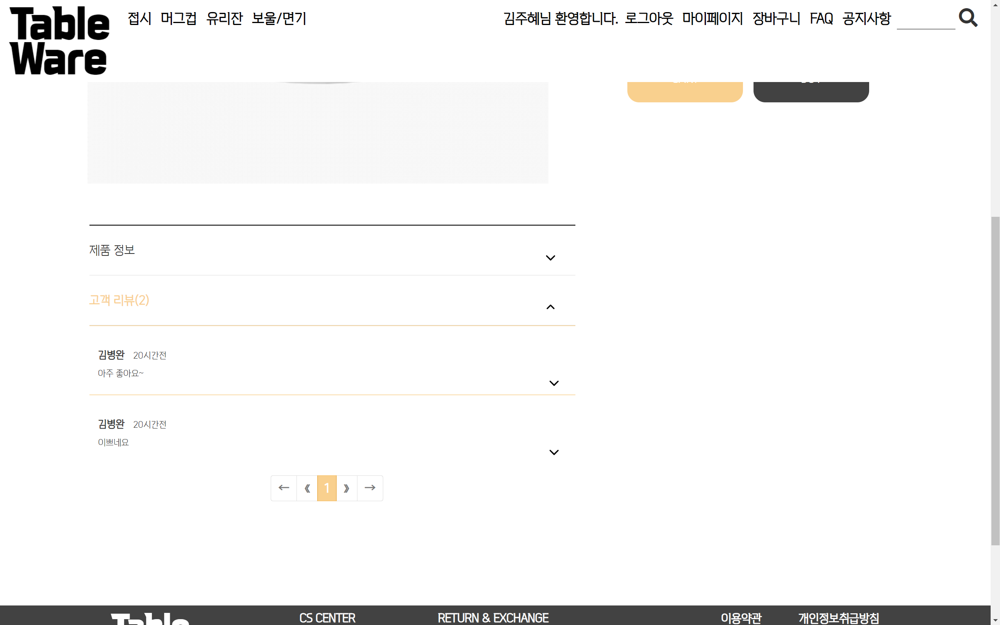 Table
Ware
접시 머그컵 유리잔 보울/면기
김주혜님 환영합니다. 로그아웃 마이페이지 장바구니 FAQ 공지사항
제품 정보
고객 리뷰(2)
김병완 20시간전
아주 좋아요~
김병완 20시간전
이쁘네요
← 《 1 》 →
Table
CS CENTER
RETURN & EXCHANGE
이용약관
개인정보취급방침